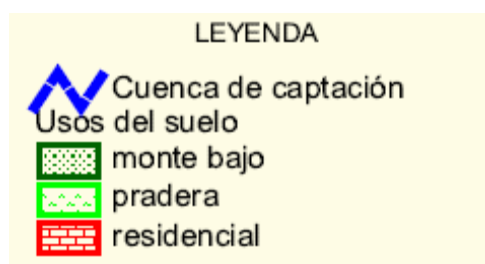 LEYENDA
Cuenca de captación
Usos del suelo
monte bajo
pradera
residencial